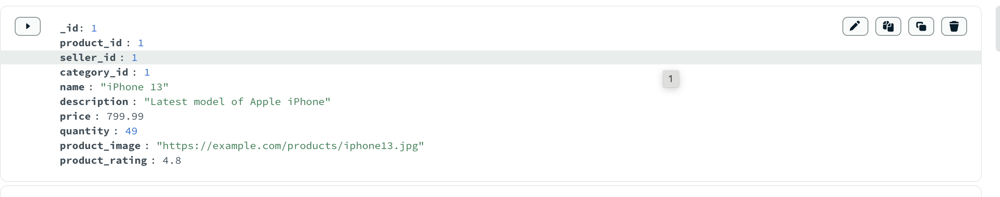 _id: 1
product_id : 1
seller_id : 1
category_id : 1
1
name : "iPhone 13"
description : "Latest model of Apple iPhone"
price : 799.99
quantity : 49
product_image : "https://example.com/products/iphone13.jpg"
product_rating : 4.8